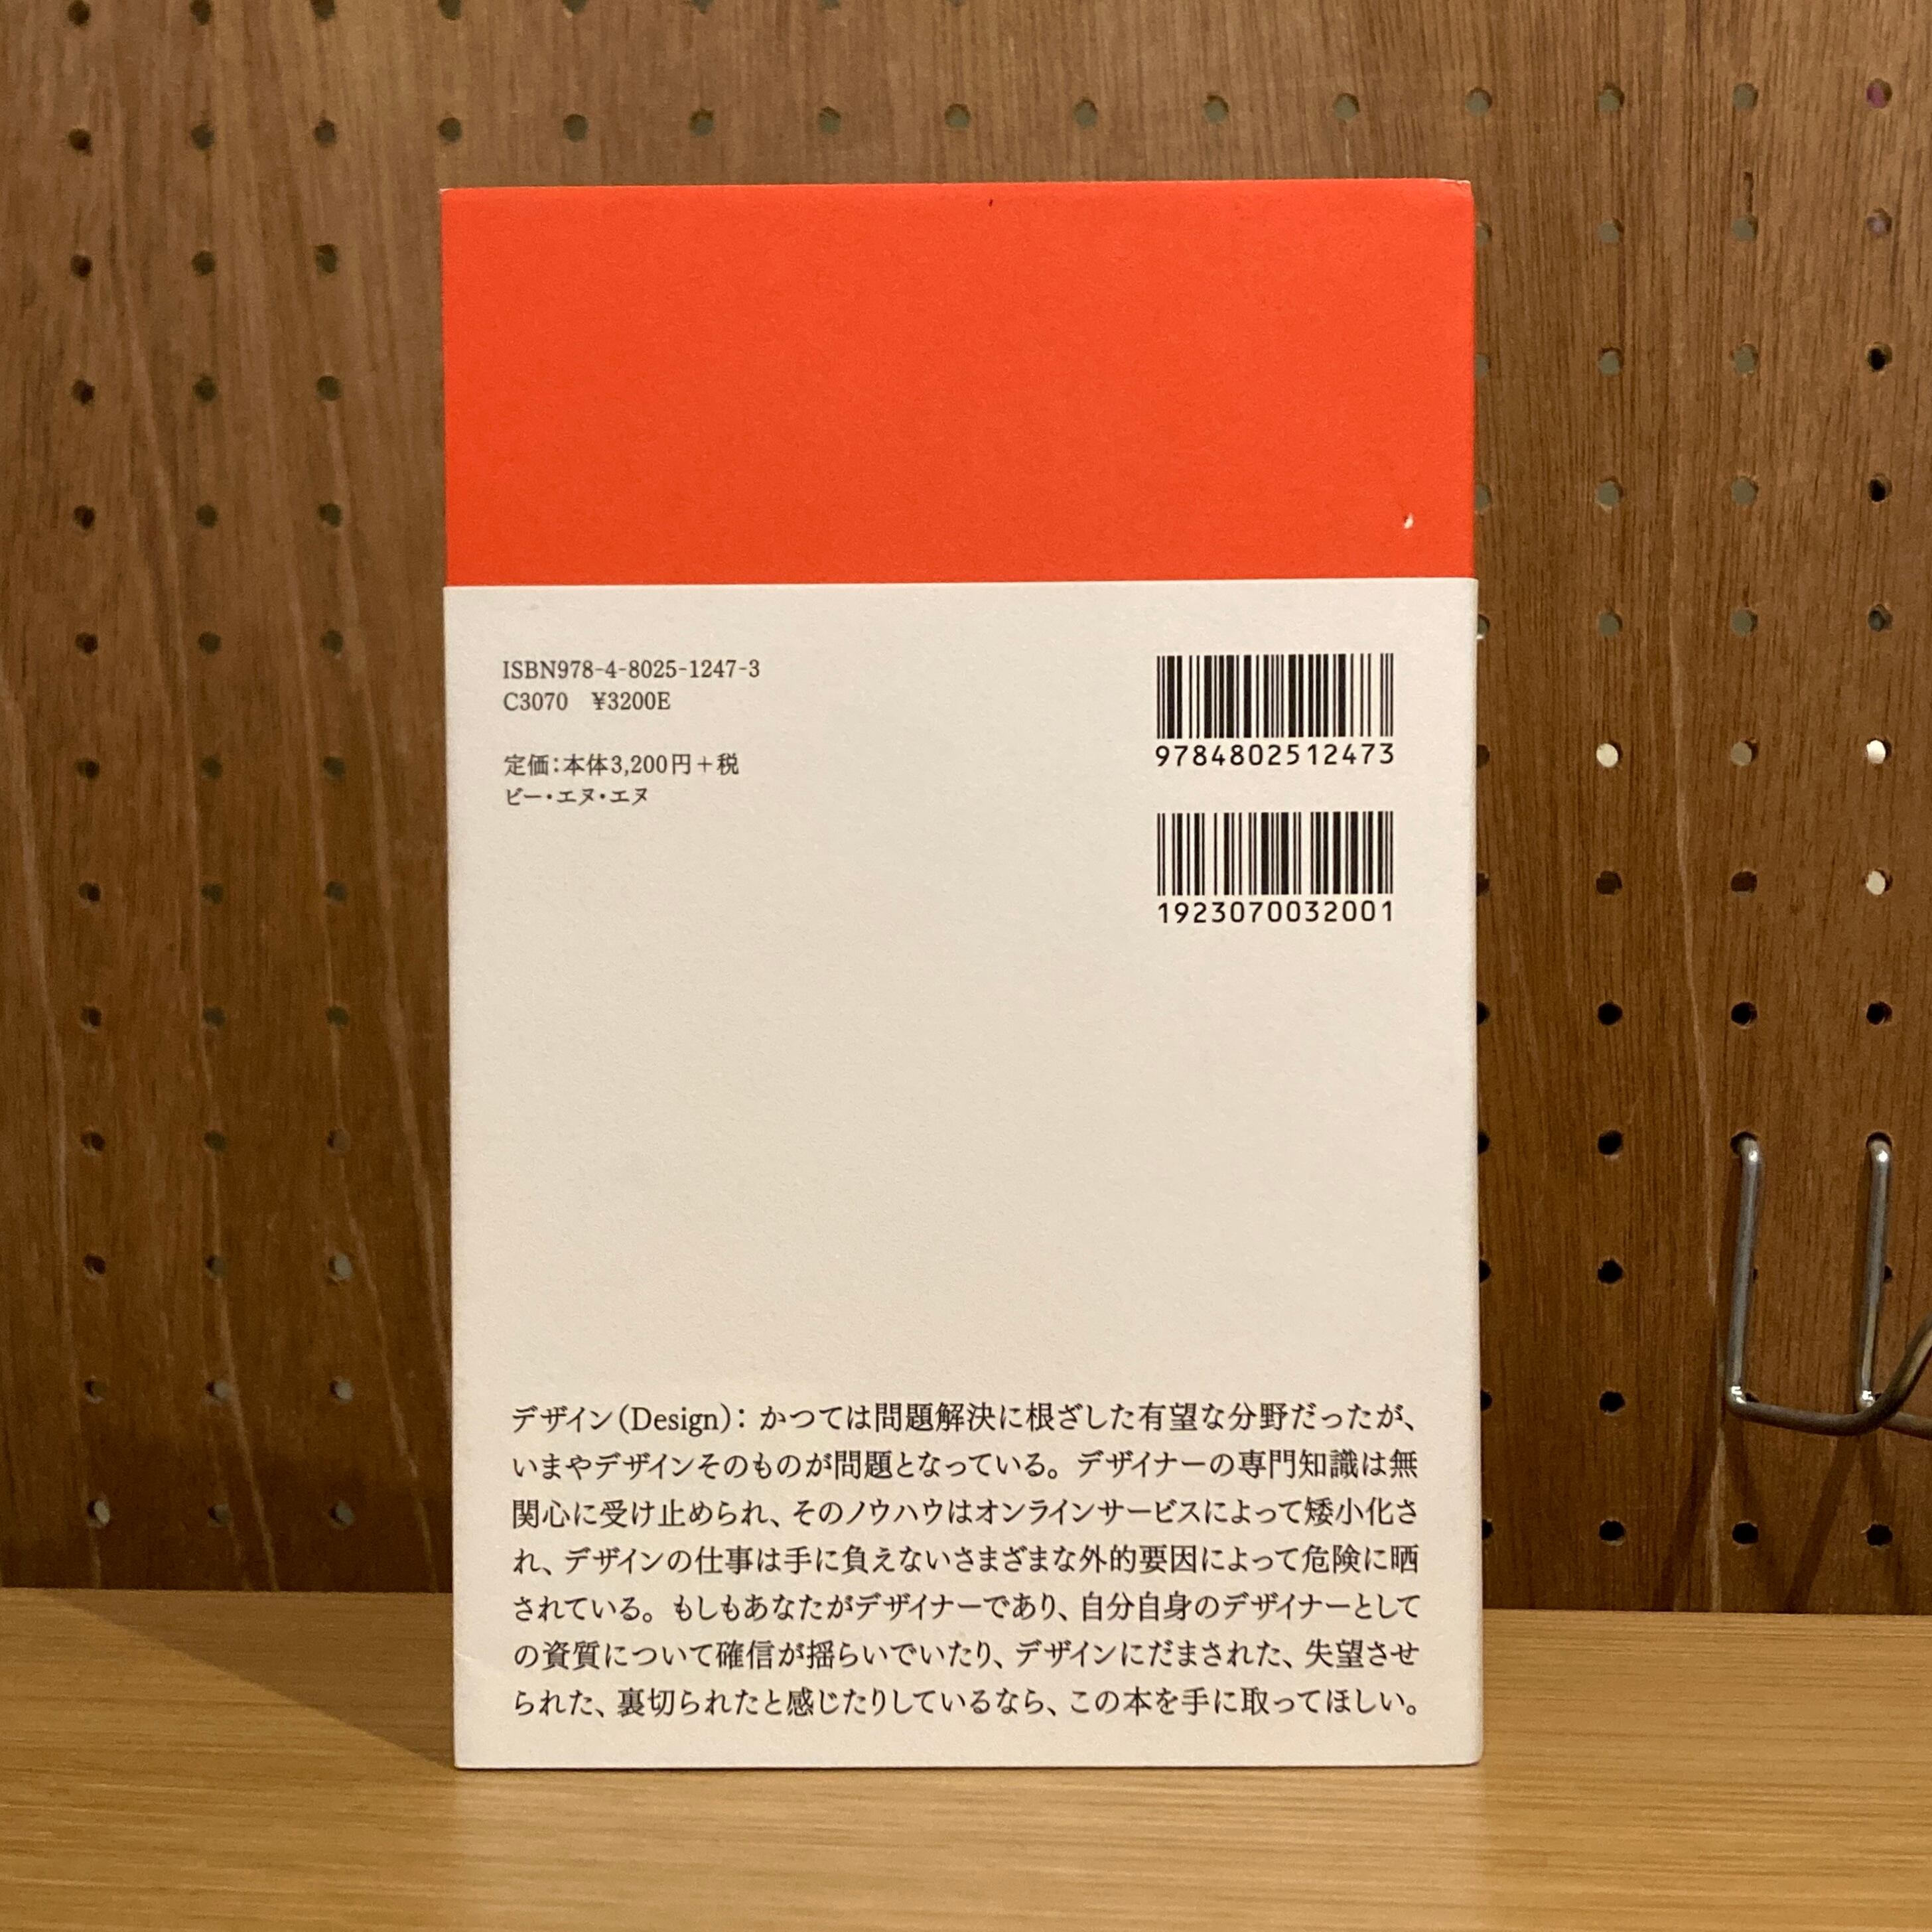 ISBN978-4-8025-1247-3
C3070　¥3200E
定価：本体3,200円＋税
ビー・エヌ・エヌ
9784802512473
1923070032001
デザイン（Design）：かつては問題解決に根ざした有望な分野だったが、
いまやデザインそのものが問題となっている。デザイナーの専門知識は無
関心に受け止められ、そのノウハウはオンラインサービスによって矮小化さ
れ、デザインの仕事は手に負えないさまざまな外的要因によって危険に晒
されている。もしもあなたがデザイナーであり、自分自身のデザイナーとして
の資質について確信が揺らいでいたり、デザインにだまされた、失望させ
られた、裏切られたと感じたりしているなら、この本を手に取ってほしい。